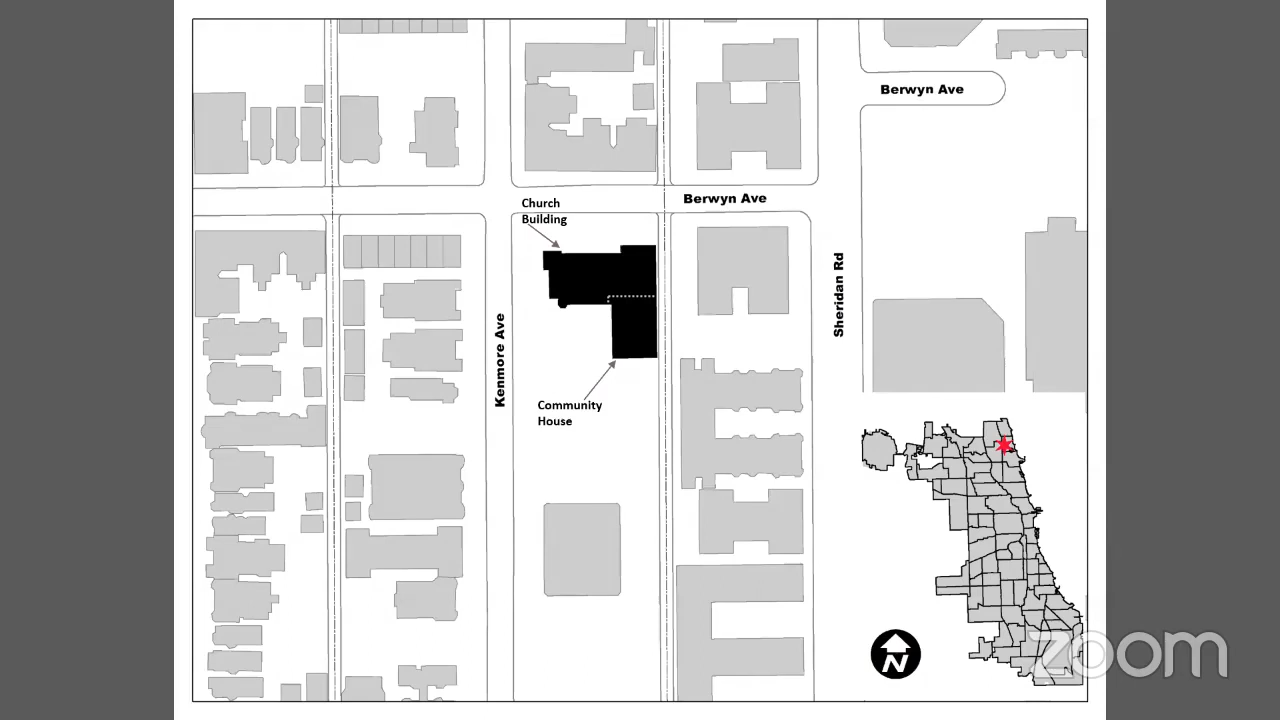 Berwyn Ave
Berwyn Ave
Church
Building
Sheridan Rd
Kenmore Ave
Community
House
N
zoom